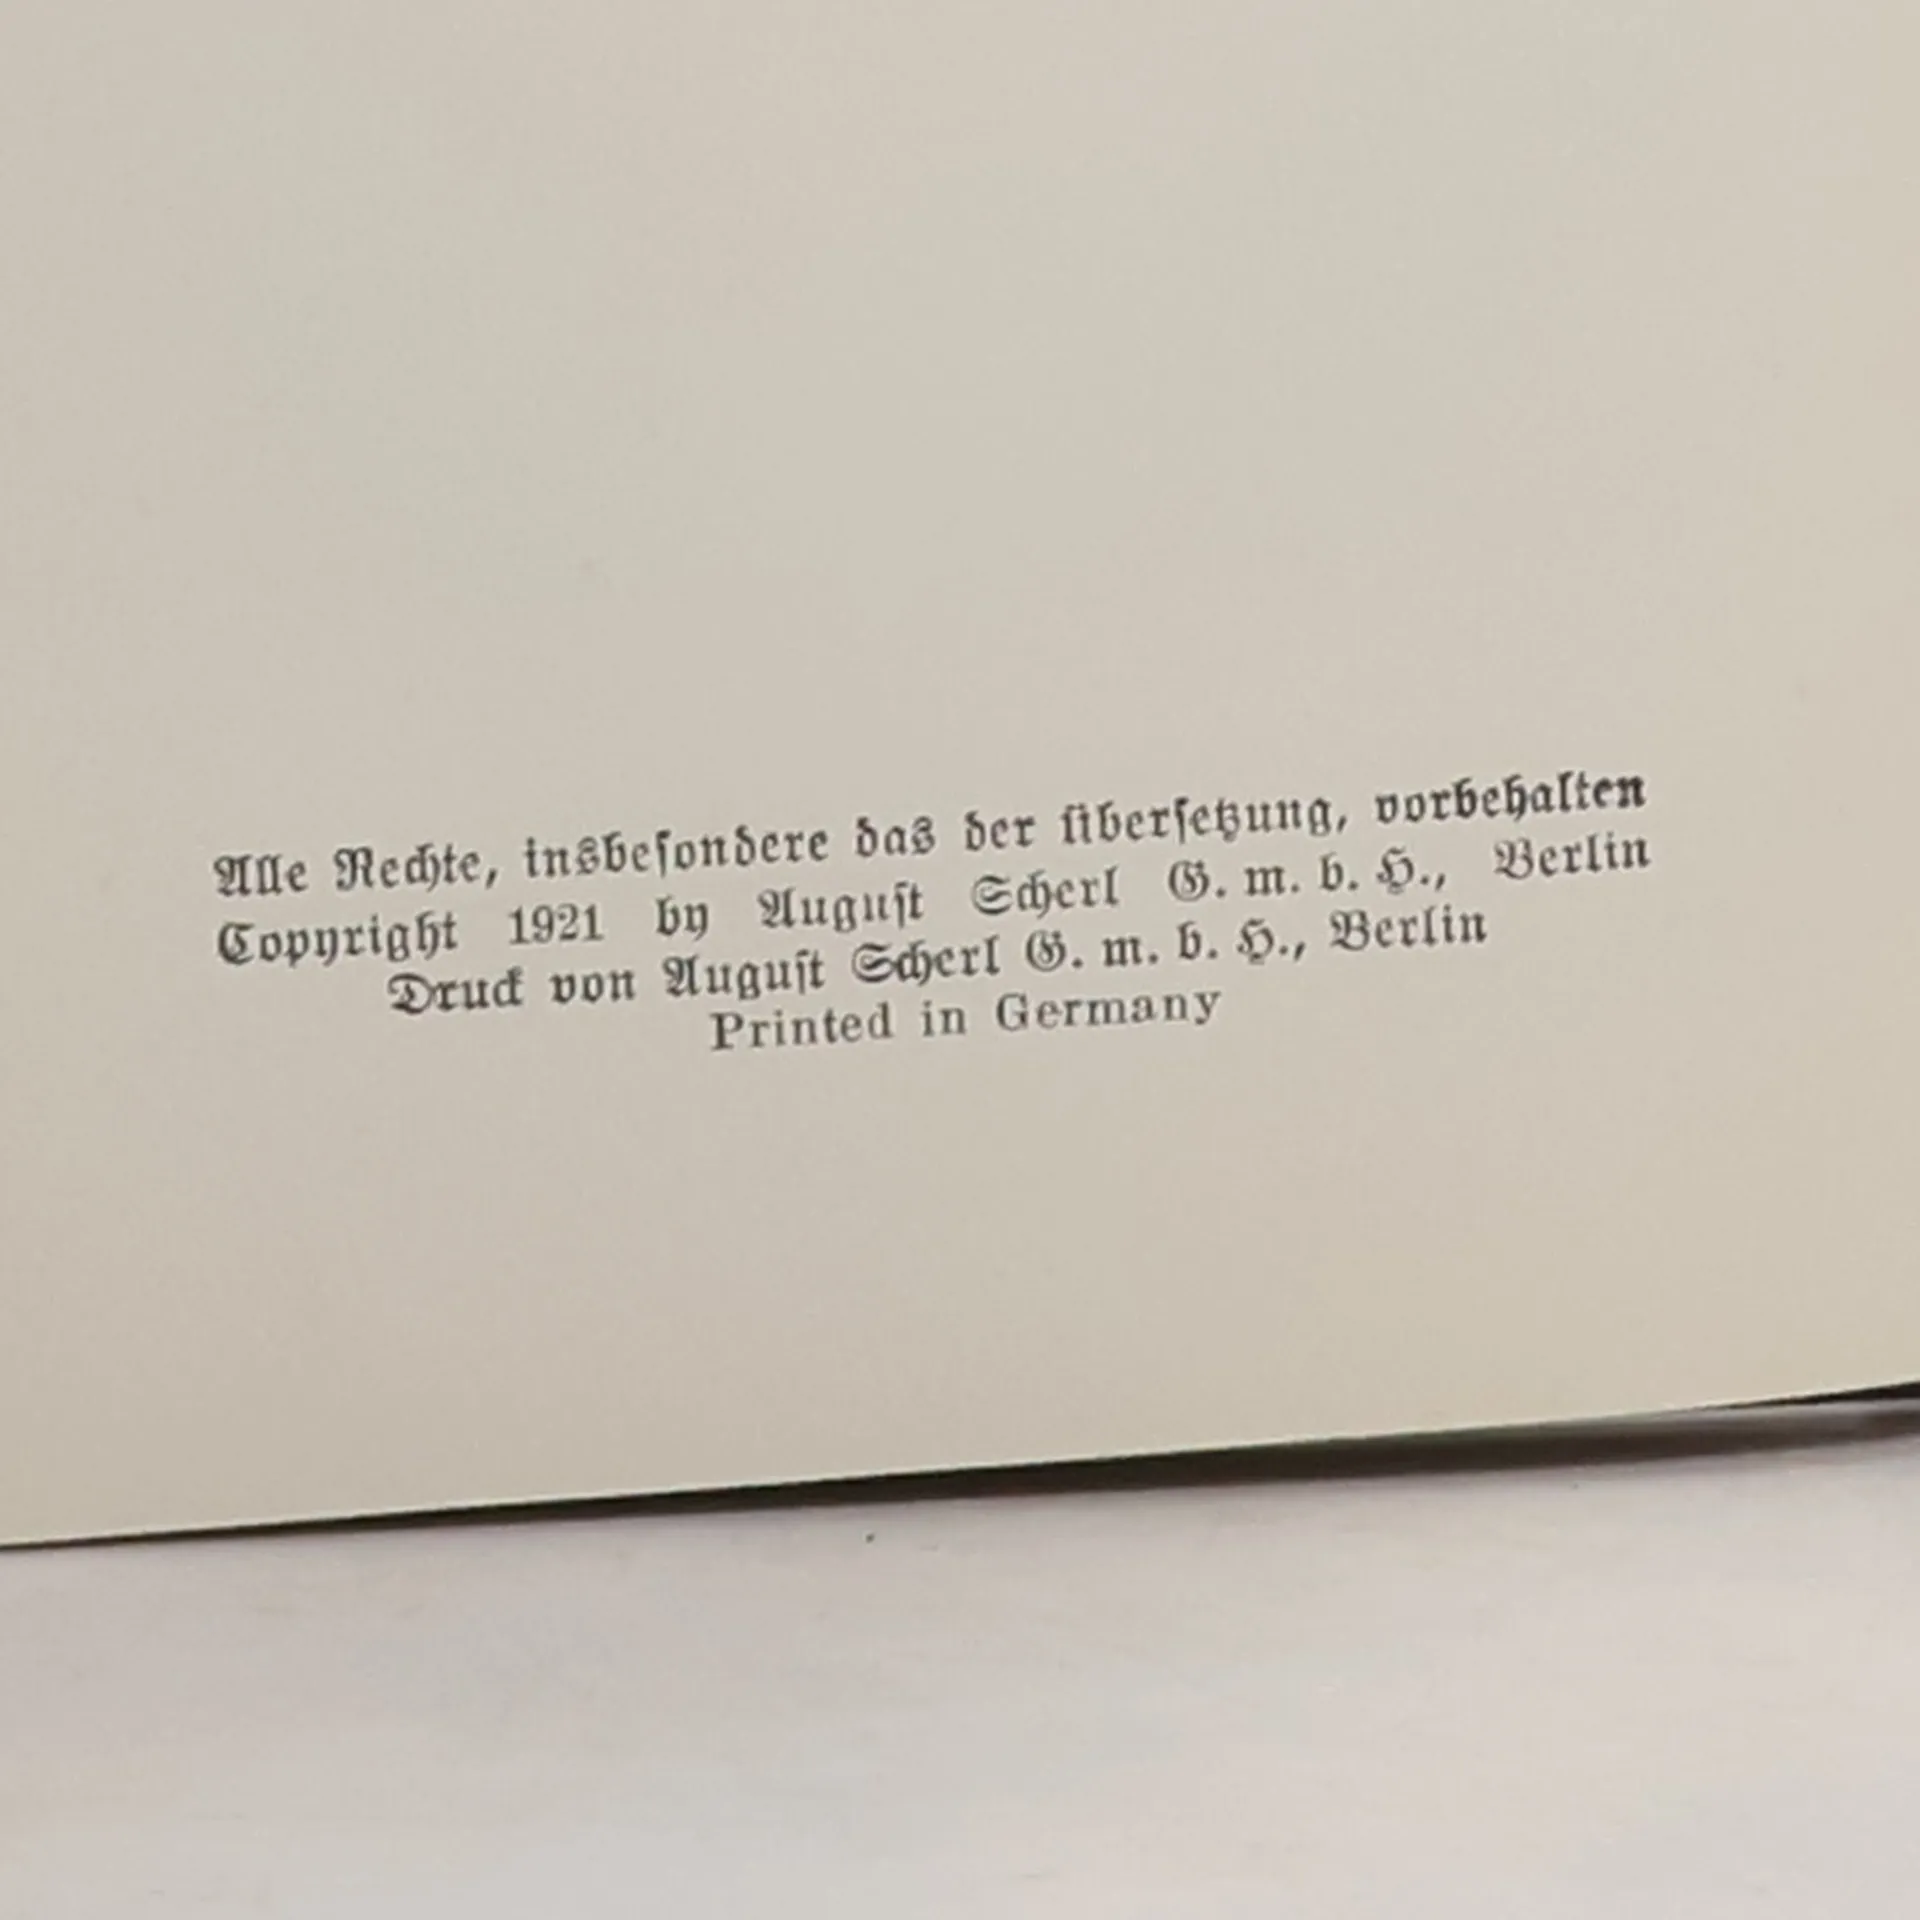 Alle Rechte, insbesondere das der Übersetzung, vorbehalten
Copyright 1921 by August Scherl G. m. b. H., Berlin
Druck von August Scherl G. m. b. H., Berlin
Printed in Germany